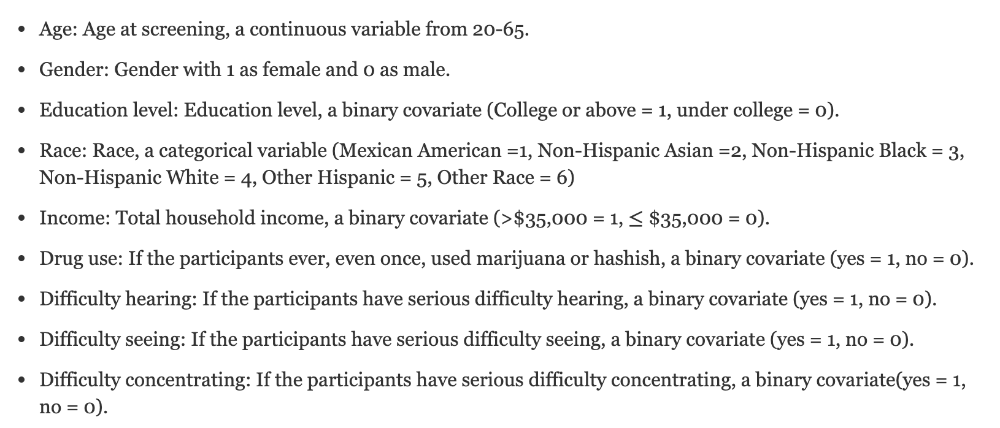 • Age: Age at screening, a continuous variable from 20-65.
• Gender: Gender with 1 as female and 0 as male.
• Education level: Education level, a binary covariate (College or above = 1, under college = 0).
• Race: Race, a categorical variable (Mexican American =1, Non-Hispanic Asian =2, Non-Hispanic Black = 3,
Non-Hispanic White = 4, Other Hispanic = 5, Other Race = 6)
• Income: Total household income, a binary covariate (>$35,000 = 1, ≤ $35,000 = 0).
• Drug use: If the participants ever, even once, used marijuana or hashish, a binary covariate (yes = 1, no = 0).
• Difficulty hearing: If the participants have serious difficulty hearing, a binary covariate (yes = 1, no = 0).
• Difficulty seeing: If the participants have serious difficulty seeing, a binary covariate (yes = 1, no = 0).
• Difficulty concentrating: If the participants have serious difficulty concentrating, a binary covariate(yes = 1,
no = 0).